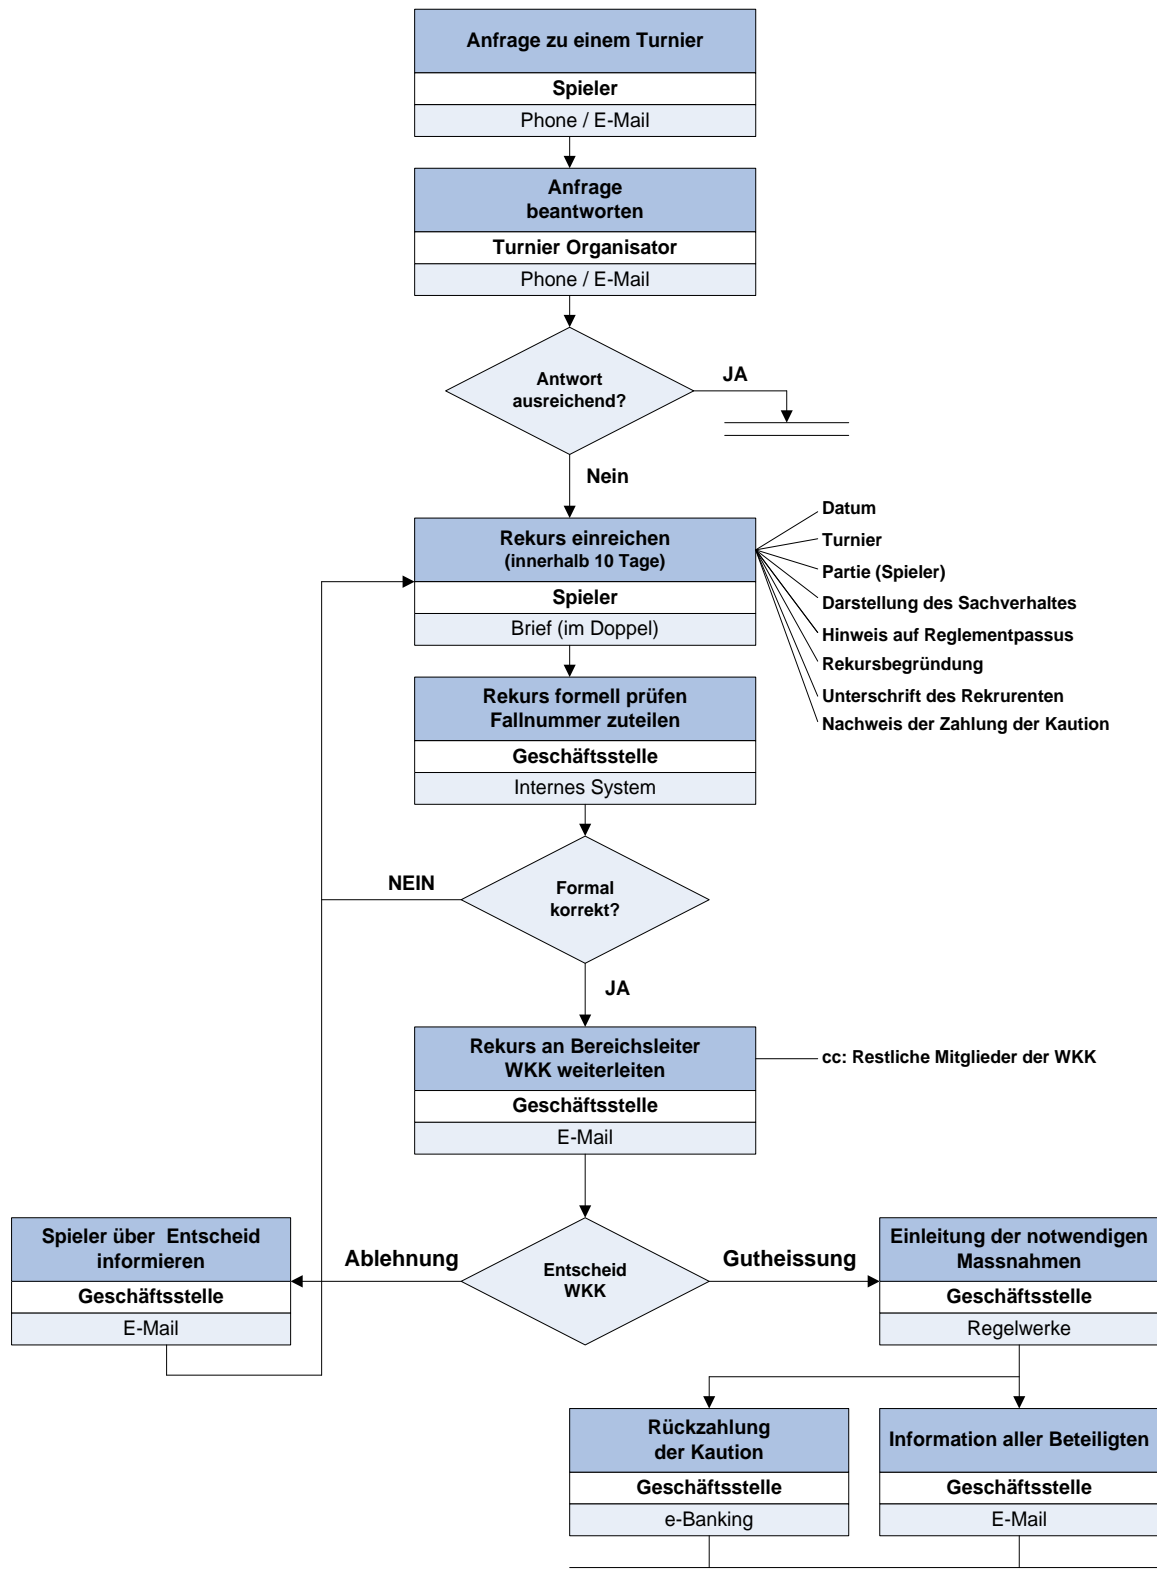 Anfrage zu einem Turnier
Spieler
Phone / E-Mail
Anfrage
beantworten
Turnier Organisator
Phone / E-Mail
Antwort
ausreichend?
JA
Nein
Rekurs einreichen
(innerhalb 10 Tage)
Spieler
Brief (im Doppel)
Datum
Turnier
Partie (Spieler)
Darstellung des Sachverhaltes
Hinweis auf Reglementpassus
Rekursbegründung
Unterschrift des Rekrurenten
Nachweis der Zahlung der Kaution
Rekurs formell prüfen
Fallnummer zuteilen
Geschäftsstelle
Internes System
Formal
korrekt?
NEIN
JA
Rekurs an Bereichsleiter
WKK weiterleiten
Geschäftsstelle
E-Mail
cc: Restliche Mitglieder der WKK
Entscheid
WKK
Ablehnung
Gutheissung
Spieler über Entscheid
informieren
Geschäftsstelle
E-Mail
Einleitung der notwendigen
Massnahmen
Geschäftsstelle
Regelwerke
Rückzahlung
der Kaution
Geschäftsstelle
e-Banking
Information aller Beteiligten
Geschäftsstelle
E-Mail